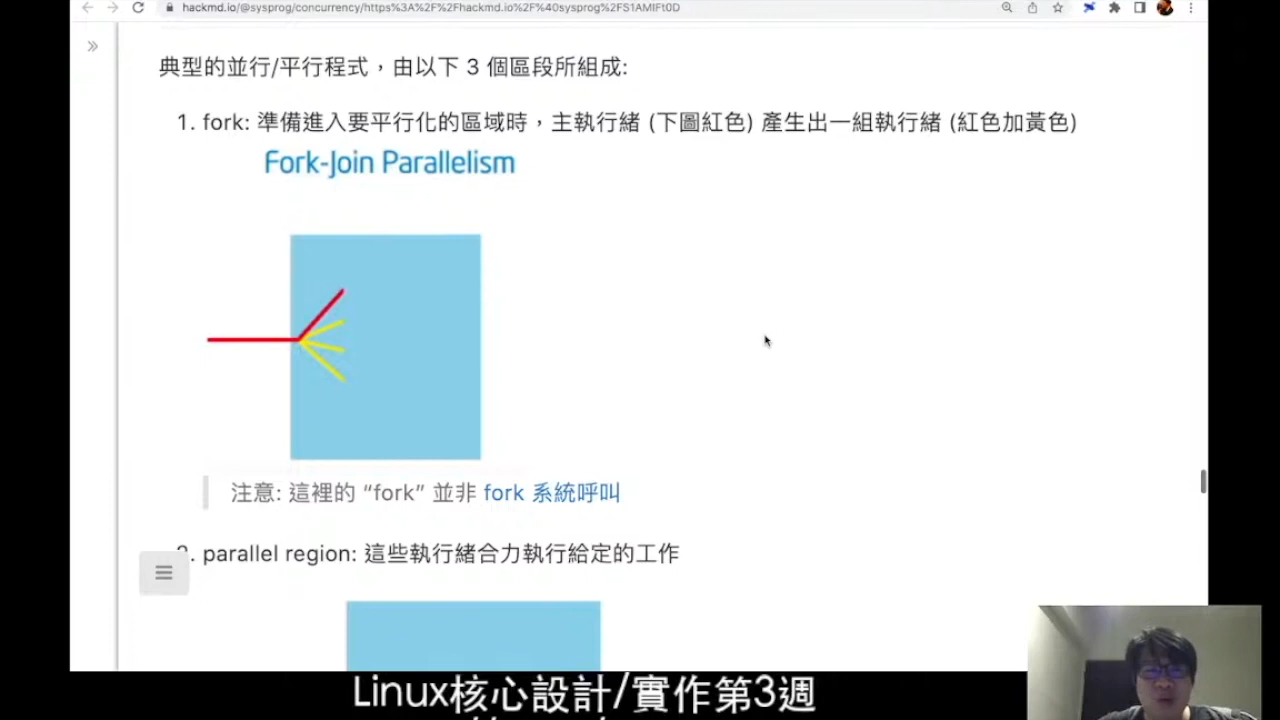 hackmd.io/@sysprog/concurrency/https%3A%2F%2Fhackmd.io%2F%40sysprog%2FS1AMIFt0D
典型的並行/平行程式，由以下 3 個區段所組成:
1. fork: 準備進入要平行化的區域時，主執行緒 (下圖紅色) 產生出一組執行緒 (紅色加黃色)
Fork-Join Parallelism
注意: 這裡的 “fork” 並非 fork 系統呼叫
2. parallel region: 這些執行緒合力執行給定的工作
Linux核心設計/實作第3週